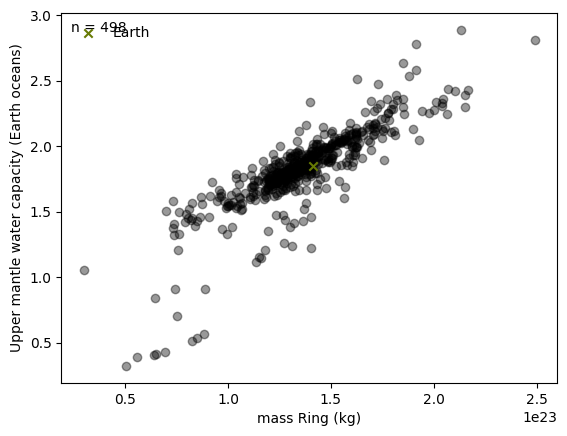 3.0
2.5
2.0
1.5
1.0
0.5
Upper mantle water capacity (Earth oceans)
n = 498
Earth
0.5 1.0 1.5 2.0 2.5
1e23
mass Ring (kg)